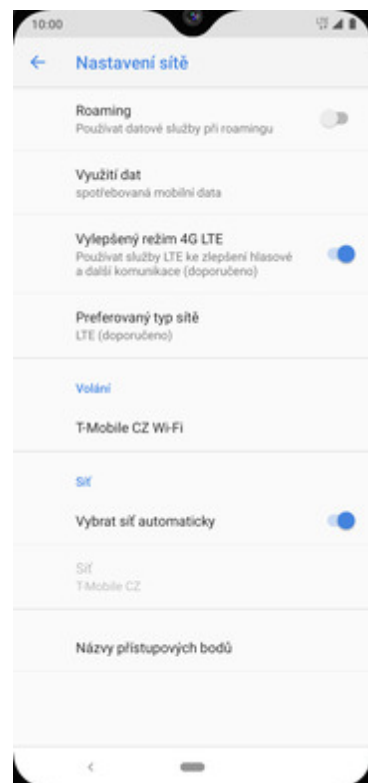 10:00
Nastavení sítě
Roaming
Používat datové služby při roamingu
Využití dat
spotřebovaná mobilní data
Vylepšený režim 4G LTE
Používat služby LTE ke zlepšení hlasové
a další komunikace (doporučeno)
Preferovaný typ sítě
LTE (doporučeno)
Volání
T-Mobile CZ Wi-Fi
Síť
Vybrat síť automaticky
Síť
T-Mobile CZ
Názvy přístupových bodů